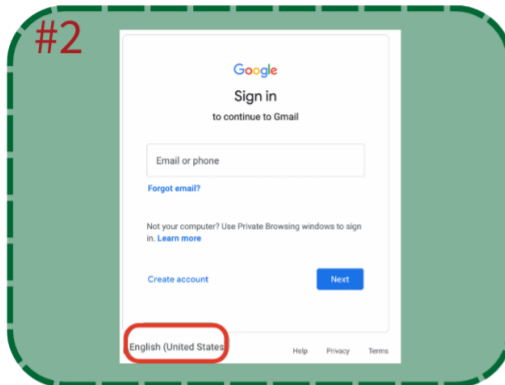 #2
Google
Sign in
to continue to Gmail
Email or phone
Forgot email?
Not your computer? Use Private Browsing windows to sign
in. Learn more
Create account
Next
English (United States
Help Privacy Terms